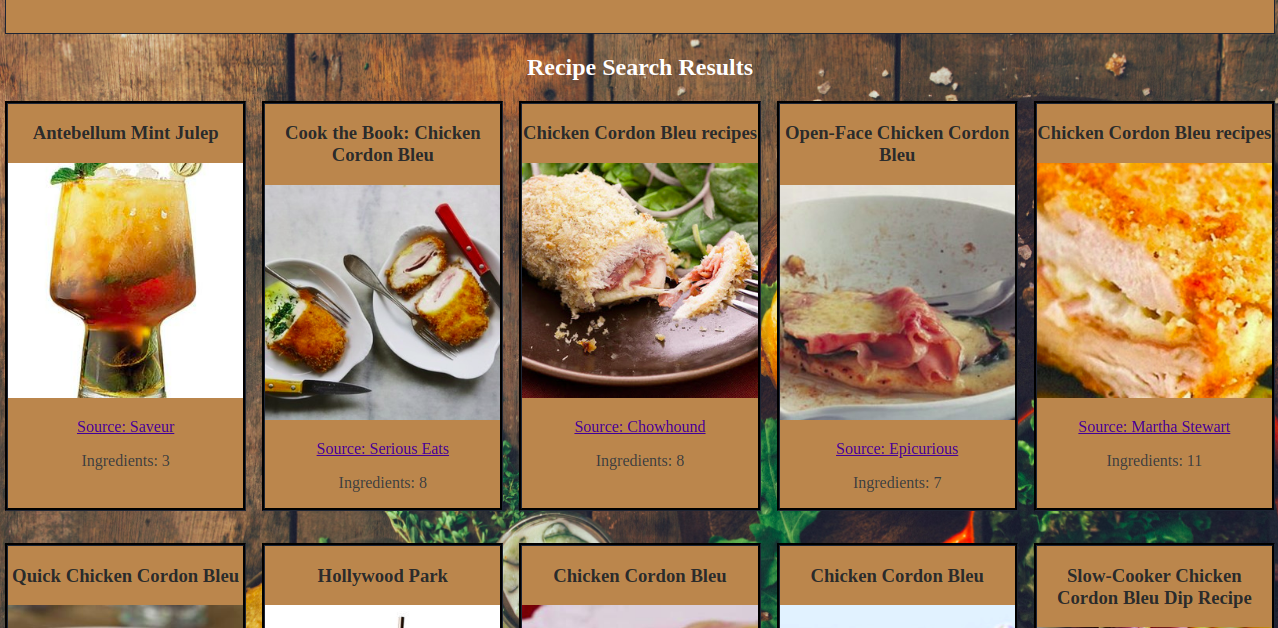 Recipe Search Results
Antebellum Mint Julep
Source: Saveur
Ingredients: 3
Cook the Book: Chicken
Cordon Bleu
Source: Serious Eats
Ingredients: 8
Chicken Cordon Bleu recipes
Source: Chowhound
Ingredients: 8
Open-Face Chicken Cordon
Bleu
Source: Epicurious
Ingredients: 7
Chicken Cordon Bleu recipes
Source: Martha Stewart
Ingredients: 11
Quick Chicken Cordon Bleu
Hollywood Park
Chicken Cordon Bleu
Chicken Cordon Bleu
Slow-Cooker Chicken
Cordon Bleu Dip Recipe